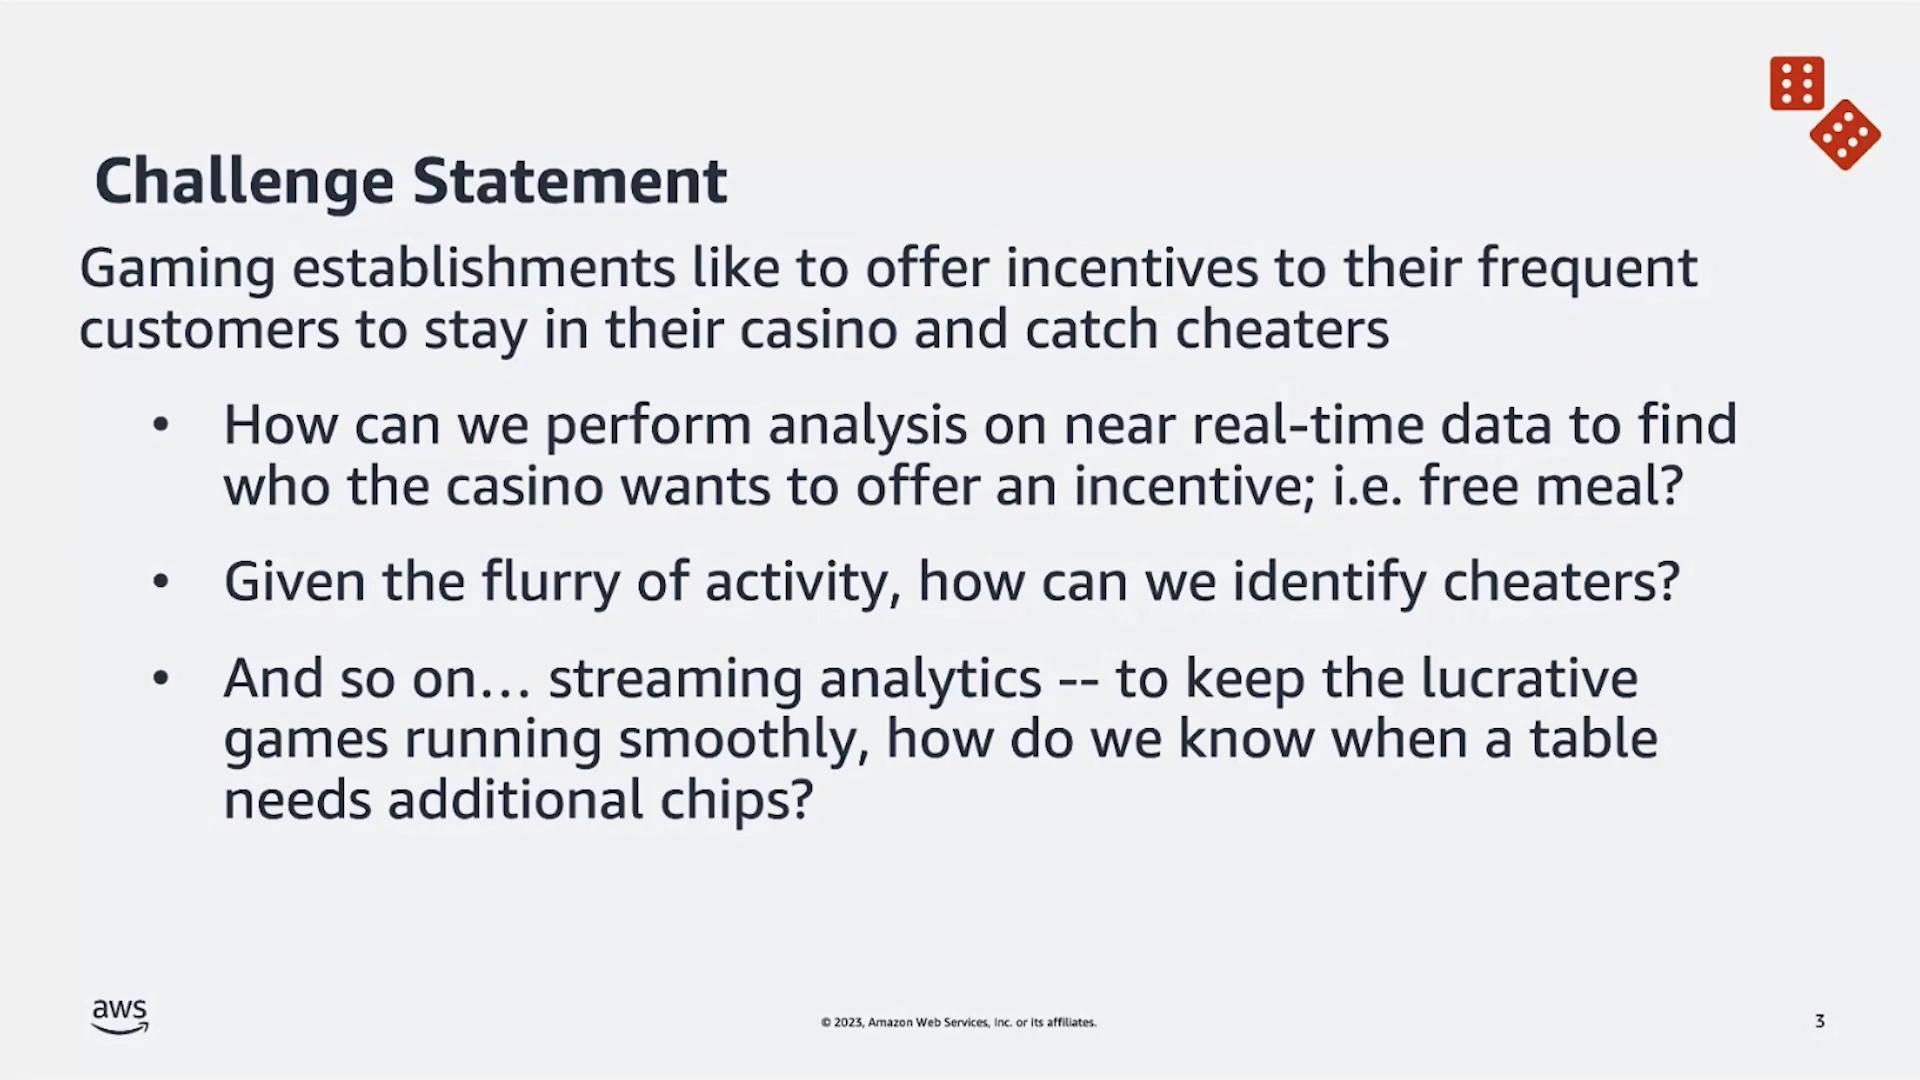 Challenge Statement
Gaming establishments like to offer incentives to their frequent
customers to stay in their casino and catch cheaters
• How can we perform analysis on near real-time data to find
who the casino wants to offer an incentive; i.e. free meal?
• Given the flurry of activity, how can we identify cheaters?
• And so on… streaming analytics -- to keep the lucrative
games running smoothly, how do we know when a table
needs additional chips?
aws
© 2023, Amazon Web Services, Inc. or its affiliates.
3